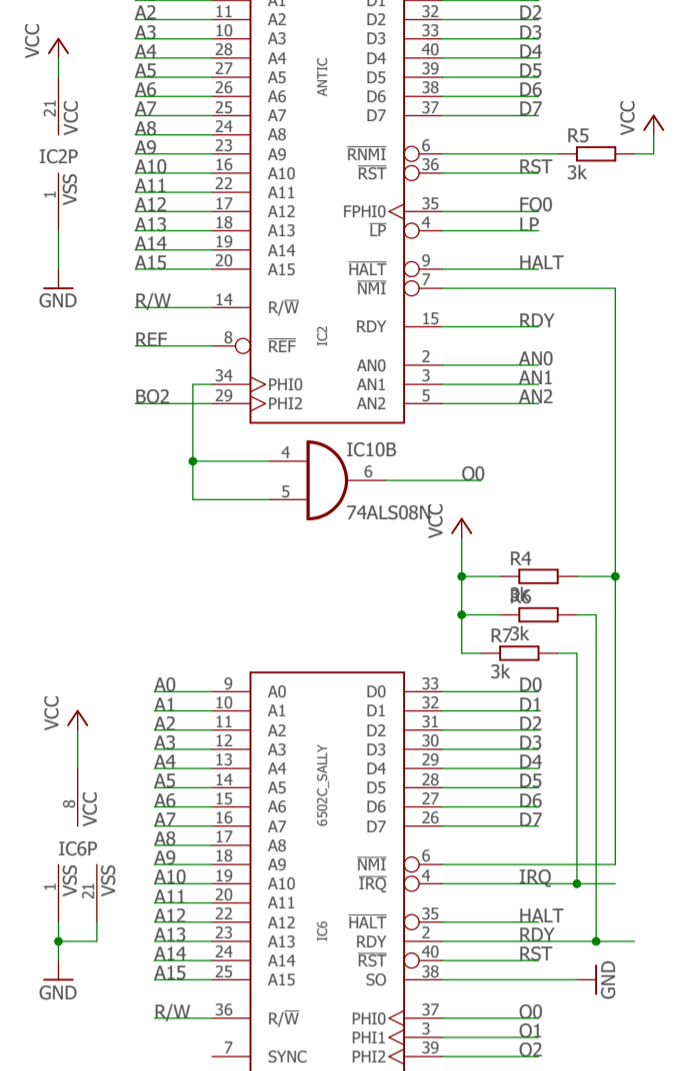 A1 D1
A2 11 A2 D2 32 D2
VCC A3 10 A3 D3 33 D3
A4 28 A4 D4 40 D4
A5 27 A5 ANTIC D5 39 D5
A6 26 A6 D6 38 D6
21 VCC A7 25 A7 D7 37 D7
A8 24 A8 VCC
IC2P A9 23 A9 RNMI 6 R5
A10 16 A10 RST 36 RST 3k
1 VSS A11 22 A11
A12 17 A12 FPHI0 35 FO0
A13 18 A13 LP 4 LP
A14 19 A14
A15 20 A15 HALT 9 HALT
NMI 7
GND R/W 14 R/W
IC2 RDY 15 RDY
REF 8 REF
AN0 2 AN0
34 PHI0 AN1 3 AN1
BO2 29 PHI2 AN2 5 AN2
4 IC10B
6 O0
5
74ALS08N
VCC
R4
R6
3k
R7
3k
A0 9 A0 D0 33 D0
VCC A1 10 A1 D1 32 D1
A2 11 A2 D2 31 D2
A3 12 A3 D3 30 D3
A4 13 A4 6502C_SALLY D4 29 D4
A5 14 A5 D5 28 D5
8 VCC A6 15 A6 D6 27 D6
A7 16 A7 D7 26 D7
IC6P A8 17 A8
A9 18 A9 NMI 6
1 VSS 21 VSS A10 19 A10 IRQ 4 IRQ
A11 20 A11
A12 22 A12 IC6 HALT 35 HALT
A13 23 A13 RDY 2 RDY
A14 24 A14 RST 40 RST
GND A15 25 A15 SO 38 GND
R/W 36 R/W PHI0 37 O0
PHI1 3 O1
7 SYNC PHI2 39 O2